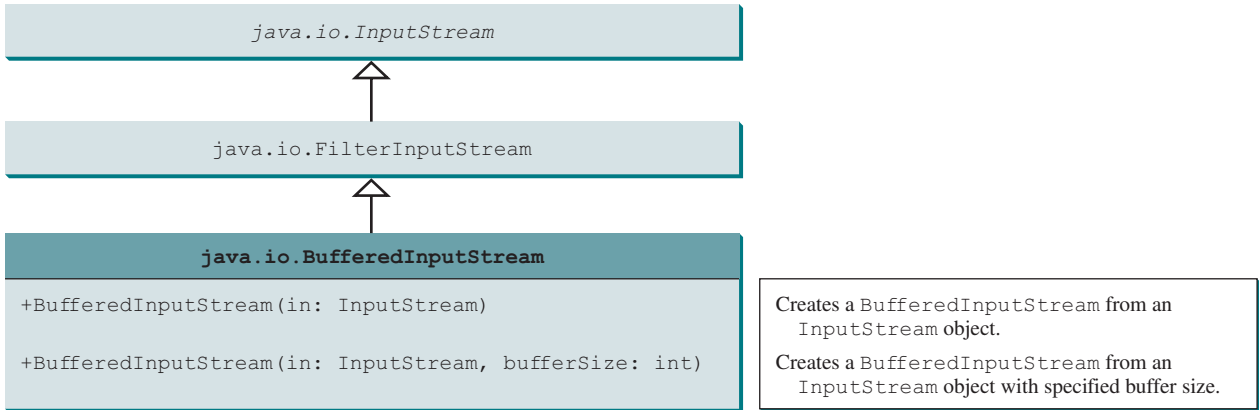 java.io.InputStream
java.io.FilterInputStream
java.io.BufferedInputStream
+BufferedInputStream(in: InputStream)
+BufferedInputStream(in: InputStream, bufferSize: int)
Creates a BufferedInputStream from an
InputStream object.
Creates a BufferedInputStream from an
InputStream object with specified buffer size.